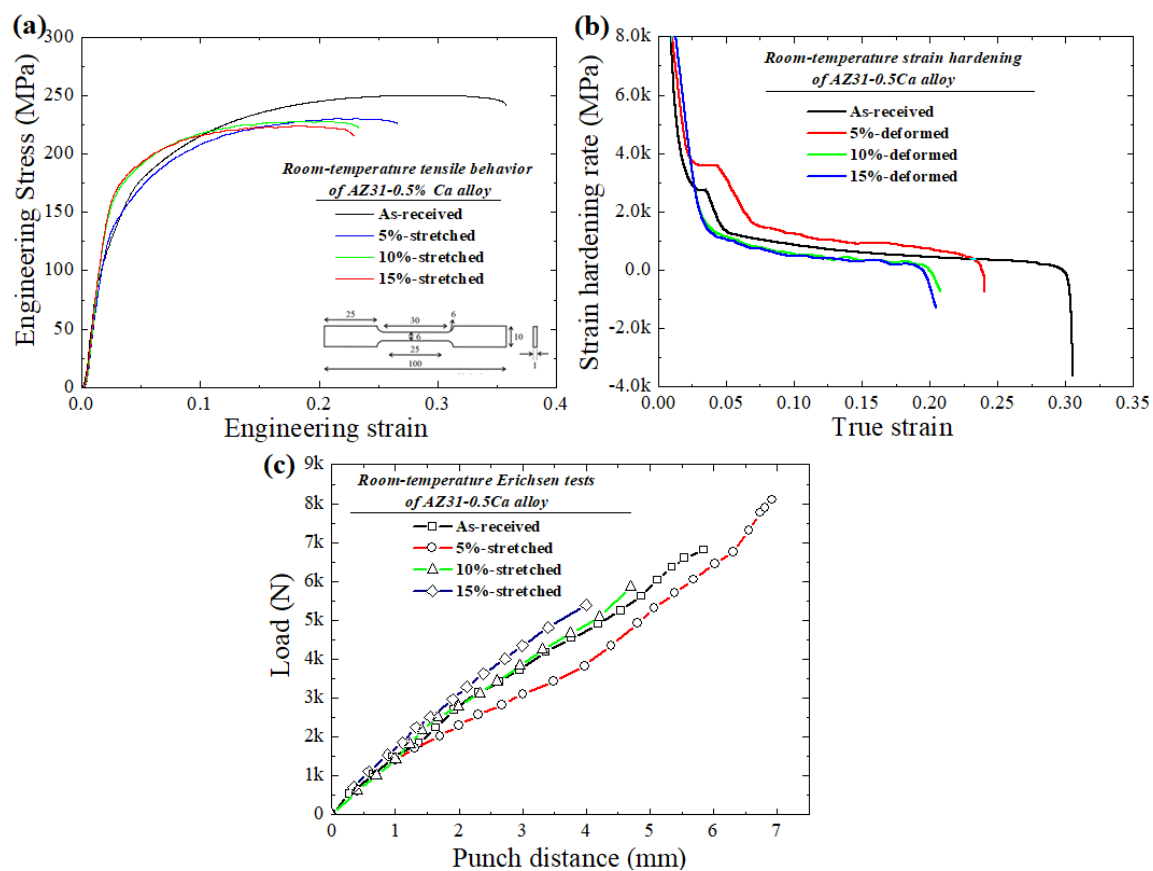 (a)
300
250
200
150
100
50
0
0.0 0.1 0.2 0.3 0.4
Engineering Stress (MPa)
Engineering strain
Room-temperature tensile behavior
of AZ31-0.5% Ca alloy
As-received
5%-stretched
10%-stretched
15%-stretched
25 30 6
6 10
25
100 1
(b)
8.0k
6.0k
4.0k
2.0k
0.0
-2.0k
-4.0k
0.00 0.05 0.10 0.15 0.20 0.25 0.30 0.35
Strain hardening rate (MPa)
True strain
Room-temperature strain hardening
of AZ31-0.5Ca alloy
As-received
5%-deformed
10%-deformed
15%-deformed
(c)
9k
8k
7k
6k
5k
4k
3k
2k
1k
0
0 1 2 3 4 5 6 7
Load (N)
Punch distance (mm)
Room-temperature Erichsen tests
of AZ31-0.5Ca alloy
As-received
5%-stretched
10%-stretched
15%-stretched